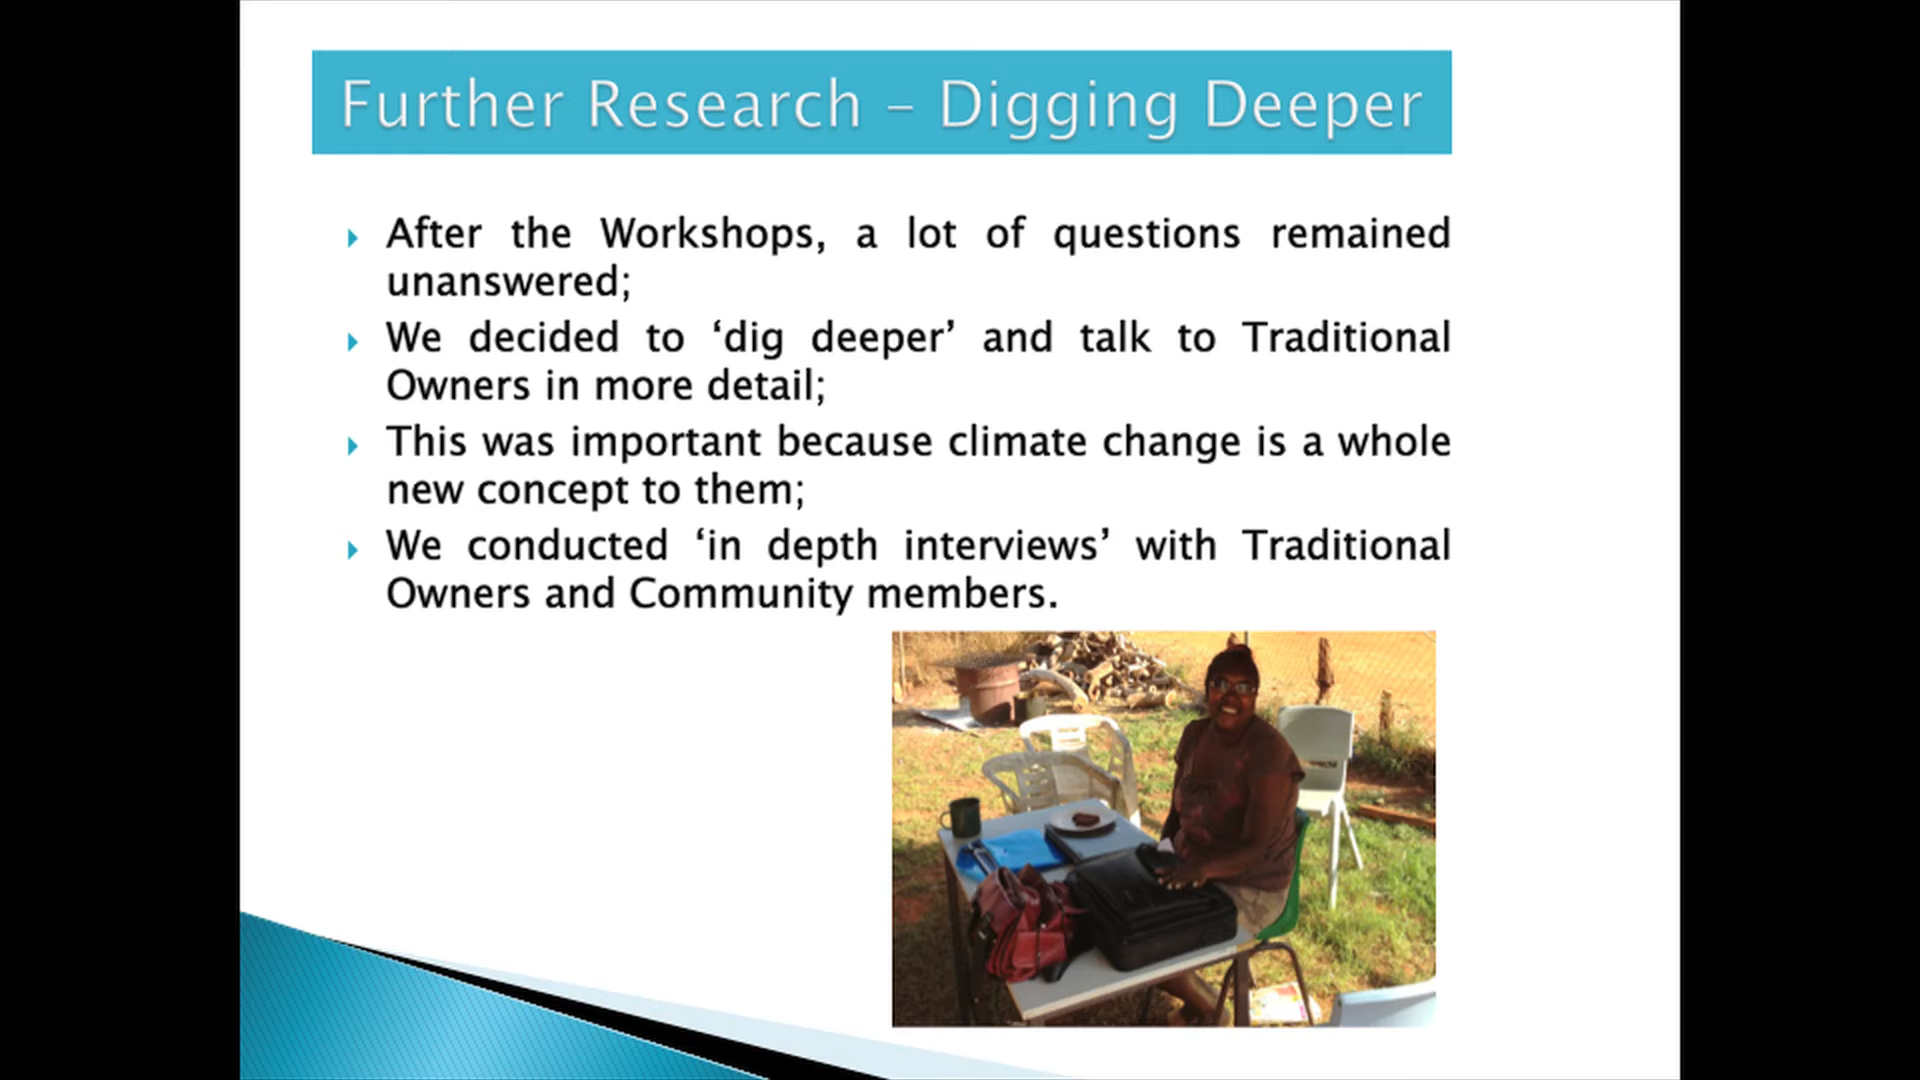 Further Research – Digging Deeper
After the Workshops, a lot of questions remained
unanswered;
We decided to ‘dig deeper’ and talk to Traditional
Owners in more detail;
This was important because climate change is a whole
new concept to them;
We conducted ‘in depth interviews’ with Traditional
Owners and Community members.